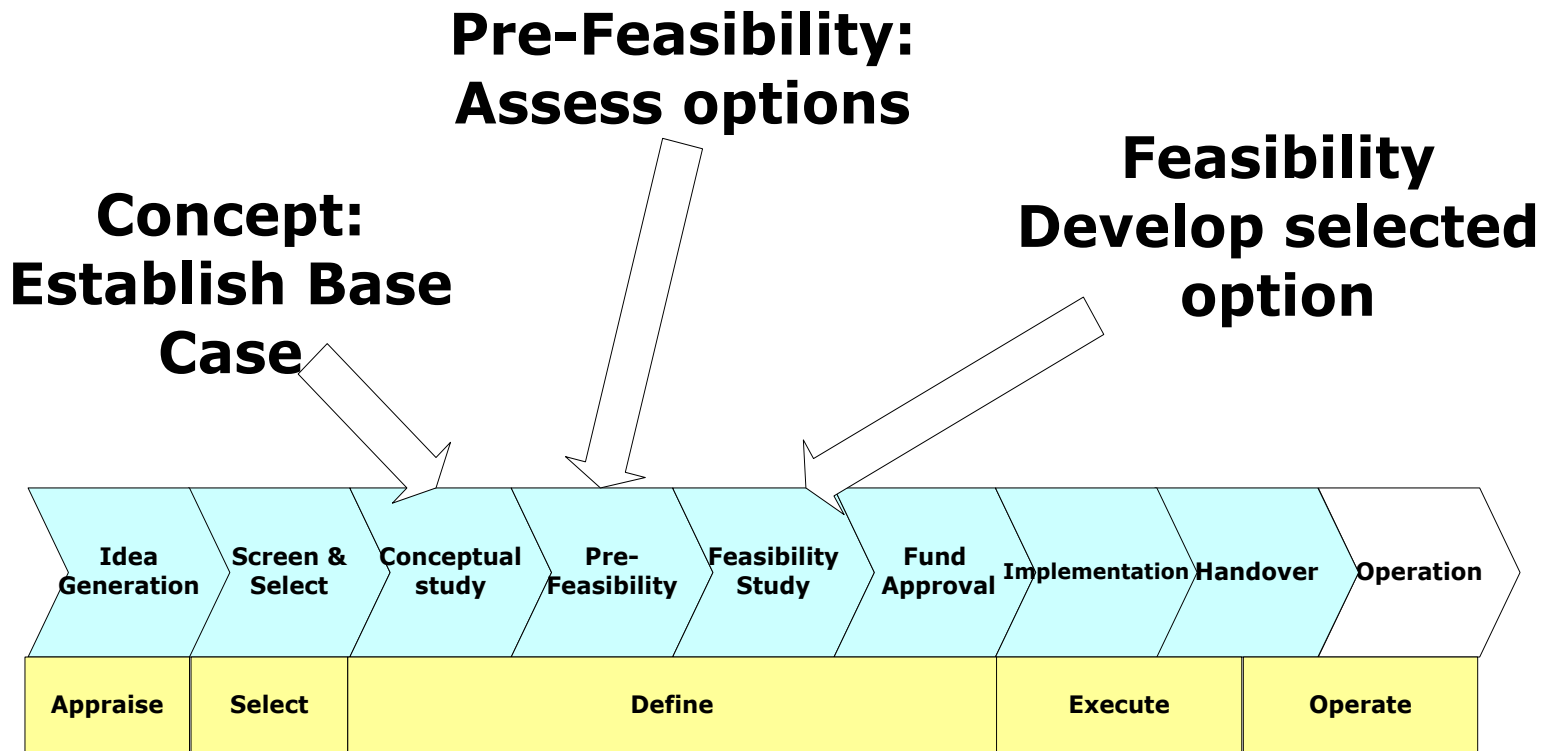 Pre-Feasibility:
Assess options
Feasibility
Develop selected
option
Concept:
Establish Base
Case
Idea
Generation
Screen &
Select
Conceptual
study
Pre-
Feasibility
Feasibility
Study
Fund
Approval
Implementation
Handover
Operation
Appraise
Select
Define
Execute
Operate